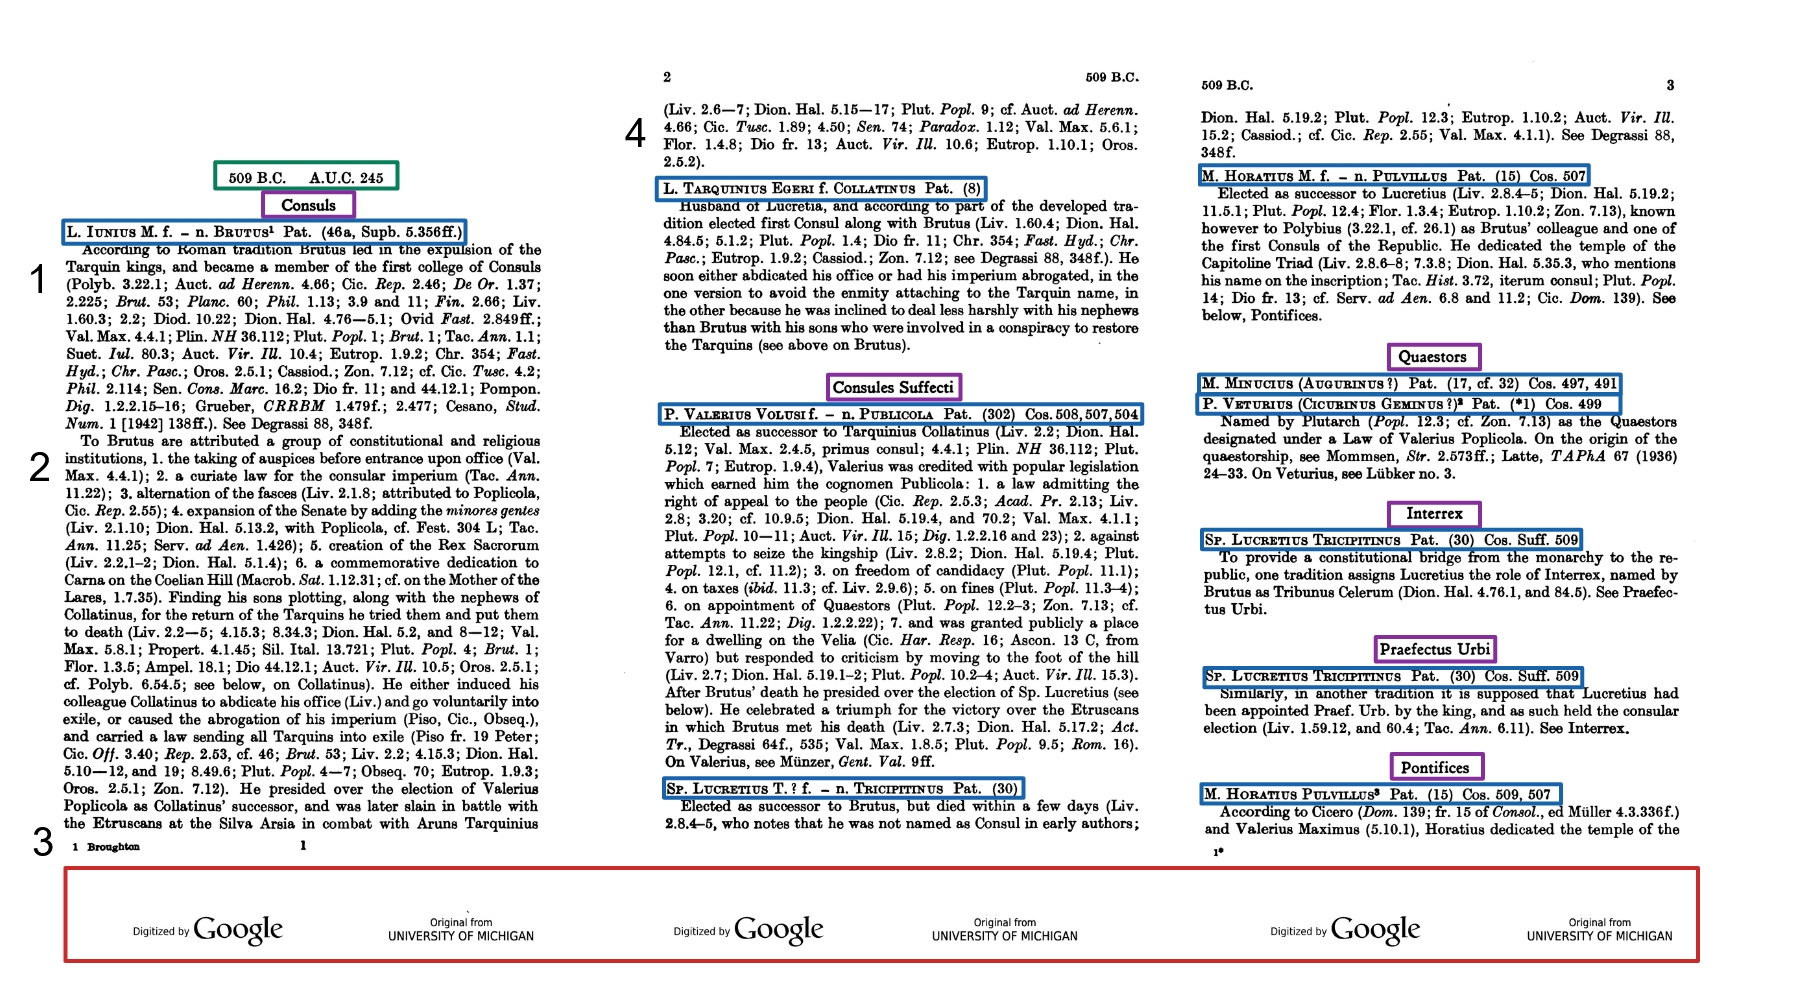 509 B.C. A.U.C. 245
Consuls
L. IUNIUS M. f. – n. BRUTUS¹ Pat. (46a, Supb. 5.356ff.)
According to Roman tradition Brutus led in the expulsion of the
1
Tarquin kings, and became a member of the first college of Consuls
(Polyb. 3.22.1; Auct. ad Herenn. 4.66; Cic. Rep. 2.46; De Or. 1.37;
2.225; Brut. 53; Planc. 60; Phil. 1.13; 3.9 and 11; Fin. 2.66; Liv.
1.60.3; 2.2; Diod. 10.22; Dion. Hal. 4.76–5.1; Ovid Fast. 2.849ff.;
Val. Max. 4.4.1; Plin. NH 36.112; Plut. Popl. 1; Brut. 1; Tac. Ann. 1.1;
Suet. Iul. 80.3; Auct. Vir. Ill. 10.4; Eutrop. 1.9.2; Chr. 354; Fast.
Hyd.; Chr. Pasc.; Oros. 2.5.1; Cassiod.; Zon. 7.12; cf. Cic. Tusc. 4.2;
Phil. 2.114; Sen. Cons. Marc. 16.2; Dio fr. 11; and 44.12.1; Pompon.
Dig. 1.2.2.15–16; Grueber, CRRBM 1.479f.; 2.477; Cesano, Stud.
Num. 1 [1942] 138ff.). See Degrassi 88, 348f.
To Brutus are attributed a group of constitutional and religious
2
institutions, 1. the taking of auspices before entrance upon office (Val.
Max. 4.4.1); 2. a curiate law for the consular imperium (Tac. Ann.
11.22); 3. alternation of the fasces (Liv. 2.1.8; attributed to Poplicola,
Cic. Rep. 2.55); 4. expansion of the Senate by adding the minores gentes
(Liv. 2.1.10; Dion. Hal. 5.13.2, with Poplicola, cf. Fest. 304 L; Tac.
Ann. 11.25; Serv. ad Aen. 1.426); 5. creation of the Rex Sacrorum
(Liv. 2.2.1–2; Dion. Hal. 5.1.4); 6. a commemorative dedication to
Carna on the Coelian Hill (Macrob. Sat. 1.12.31; cf. on the Mother of the
Lares, 1.7.35). Finding his sons plotting, along with the nephews of
Collatinus, for the return of the Tarquins he tried them and put them
to death (Liv. 2.2–5; 4.15.3; 8.34.3; Dion. Hal. 5.2, and 8–12; Val.
Max. 5.8.1; Propert. 4.1.45; Sil. Ital. 13.721; Plut. Popl. 4; Brut. 1;
Flor. 1.3.5; Ampel. 18.1; Dio 44.12.1; Auct. Vir. Ill. 10.5; Oros. 2.5.1;
cf. Polyb. 6.54.5; see below, on Collatinus). He either induced his
colleague Collatinus to abdicate his office (Liv.) and go voluntarily into
exile, or caused the abrogation of his imperium (Piso, Cic., Obseq.),
and carried a law sending all Tarquins into exile (Piso fr. 19 Peter;
Cic. Off. 3.40; Rep. 2.53, cf. 46; Brut. 53; Liv. 2.2; 4.15.3; Dion. Hal.
5.10–12, and 19; 8.49.6; Plut. Popl. 4–7; Obseq. 70; Eutrop. 1.9.3;
Oros. 2.5.1; Zon. 7.12). He presided over the election of Valerius
Poplicola as Collatinus' successor, and was later slain in battle with
the Etruscans at the Silva Arsia in combat with Aruns Tarquinius
3
1 Broughton 1
2 509 B.C.
4
(Liv. 2.6–7; Dion. Hal. 5.15–17; Plut. Popl. 9; cf. Auct. ad Herenn.
4.66; Cic. Tusc. 1.89; 4.50; Sen. 74; Paradox. 1.12; Val. Max. 5.6.1;
Flor. 1.4.8; Dio fr. 13; Auct. Vir. Ill. 10.6; Eutrop. 1.10.1; Oros.
2.5.2).
L. TARQUINIUS EGERI f. COLLATINUS Pat. (8)
Husband of Lucretia, and according to part of the developed tra-
dition elected first Consul along with Brutus (Liv. 1.60.4; Dion. Hal.
4.84.5; 5.1.2; Plut. Popl. 1.4; Dio fr. 11; Chr. 354; Fast. Hyd.; Chr.
Pasc.; Eutrop. 1.9.2; Cassiod.; Zon. 7.12; see Degrassi 88, 348f.). He
soon either abdicated his office or had his imperium abrogated, in the
one version to avoid the enmity attaching to the Tarquin name, in
the other because he was inclined to deal less harshly with his nephews
than Brutus with his sons who were involved in a conspiracy to restore
the Tarquins (see above on Brutus).
Consules Suffecti
P. VALERIUS VOLUSI f. – n. PUBLICOLA Pat. (302) Cos. 508, 507, 504
Elected as successor to Tarquinius Collatinus (Liv. 2.2; Dion. Hal.
5.12; Val. Max. 2.4.5, primus consul; 4.4.1; Plin. NH 36.112; Plut.
Popl. 7; Eutrop. 1.9.4), Valerius was credited with popular legislation
which earned him the cognomen Publicola: 1. a law admitting the
right of appeal to the people (Cic. Rep. 2.5.3; Acad. Pr. 2.13; Liv.
2.8; 3.20; cf. 10.9.5; Dion. Hal. 5.19.4, and 70.2; Val. Max. 4.1.1;
Plut. Popl. 10–11; Auct. Vir. Ill. 15; Dig. 1.2.2.16 and 23); 2. against
attempts to seize the kingship (Liv. 2.8.2; Dion. Hal. 5.19.4; Plut.
Popl. 12.1, cf. 11.2); 3. on freedom of candidacy (Plut. Popl. 11.1);
4. on taxes (ibid. 11.3; cf. Liv. 2.9.6); 5. on fines (Plut. Popl. 11.3–4);
6. on appointment of Quaestors (Plut. Popl. 12.2–3; Zon. 7.13; cf.
Tac. Ann. 11.22; Dig. 1.2.2.22); 7. and was granted publicly a place
for a dwelling on the Velia (Cic. Har. Resp. 16; Ascon. 13 C, from
Varro) but responded to criticism by moving to the foot of the hill
(Liv. 2.7; Dion. Hal. 5.19.1–2; Plut. Popl. 10.2–4; Auct. Vir. Ill. 15.3).
After Brutus' death he presided over the election of Sp. Lucretius (see
below). He celebrated a triumph for the victory over the Etruscans
in which Brutus met his death (Liv. 2.7.3; Dion. Hal. 5.17.2; Act.
Tr., Degrassi 64f., 535; Val. Max. 1.8.5; Plut. Popl. 9.5; Rom. 16).
On Valerius, see Münzer, Gent. Val. 9ff.
SP. LUCRETIUS T. ? f. – n. TRICIPITINUS Pat. (30)
Elected as successor to Brutus, but died within a few days (Liv.
2.8.4–5, who notes that he was not named as Consul in early authors;
509 B.C. 3
Dion. Hal. 5.19.2; Plut. Popl. 12.3; Eutrop. 1.10.2; Auct. Vir. Ill.
15.2; Cassiod.; cf. Cic. Rep. 2.55; Val. Max. 4.1.1). See Degrassi 88,
348f.
M. HORATIUS M. f. – n. PULVILLUS Pat. (15) Cos. 507
Elected as successor to Lucretius (Liv. 2.8.4–5; Dion. Hal. 5.19.2;
11.5.1; Plut. Popl. 12.4; Flor. 1.3.4; Eutrop. 1.10.2; Zon. 7.13), known
however to Polybius (3.22.1, cf. 26.1) as Brutus' colleague and one of
the first Consuls of the Republic. He dedicated the temple of the
Capitoline Triad (Liv. 2.8.6–8; 7.3.8; Dion. Hal. 5.35.3, who mentions
his name on the inscription; Tac. Hist. 3.72, iterum consul; Plut. Popl.
14; Dio fr. 13; cf. Serv. ad Aen. 6.8 and 11.2; Cic. Dom. 139). See
below, Pontifices.
Quaestors
M. MINUCIUS (AUGURINUS ?) Pat. (17, cf. 32) Cos. 497, 491
P. VETURIUS (CICURINUS GEMINUS ?)² Pat. (*1) Cos. 499
Named by Plutarch (Popl. 12.3; cf. Zon. 7.13) as the Quaestors
designated under a Law of Valerius Poplicola. On the origin of the
quaestorship, see Mommsen, Str. 2.573ff.; Latte, TAPhA 67 (1936)
24–33. On Veturius, see Lübker no. 3.
Interrex
SP. LUCRETIUS TRICIPITINUS Pat. (30) Cos. Suff. 509
To provide a constitutional bridge from the monarchy to the re-
public, one tradition assigns Lucretius the role of Interrex, named by
Brutus as Tribunus Celerum (Dion. Hal. 4.76.1, and 84.5). See Praefec-
tus Urbi.
Praefectus Urbi
SP. LUCRETIUS TRICIPITINUS Pat. (30) Cos. Suff. 509
Similarly, in another tradition it is supposed that Lucretius had
been appointed Praef. Urb. by the king, and as such held the consular
election (Liv. 1.59.12, and 60.4; Tac. Ann. 6.11). See Interrex.
Pontifices
M. HORATIUS PULVILLUS³ Pat. (15) Cos. 509, 507
According to Cicero (Dom. 139; fr. 15 of Consol., ed Müller 4.3.336f.)
and Valerius Maximus (5.10.1), Horatius dedicated the temple of the
1*
Digitized by Google Original from
UNIVERSITY OF MICHIGAN
Digitized by Google Original from
UNIVERSITY OF MICHIGAN
Digitized by Google Original from
UNIVERSITY OF MICHIGAN